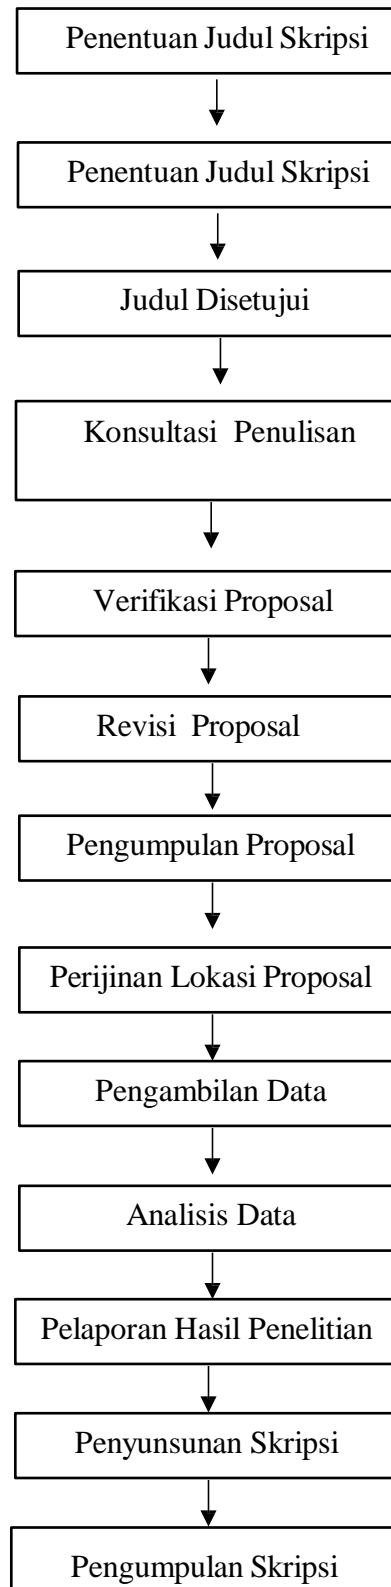 Penentuan Judul Skripsi
Penentuan Judul Skripsi
Judul Disetujui
Konsultasi Penulisan
Verifikasi Proposal
Revisi Proposal
Pengumpulan Proposal
Perijinan Lokasi Proposal
Pengambilan Data
Analisis Data
Pelaporan Hasil Penelitian
Penyunsunan Skripsi
Pengumpulan Skripsi